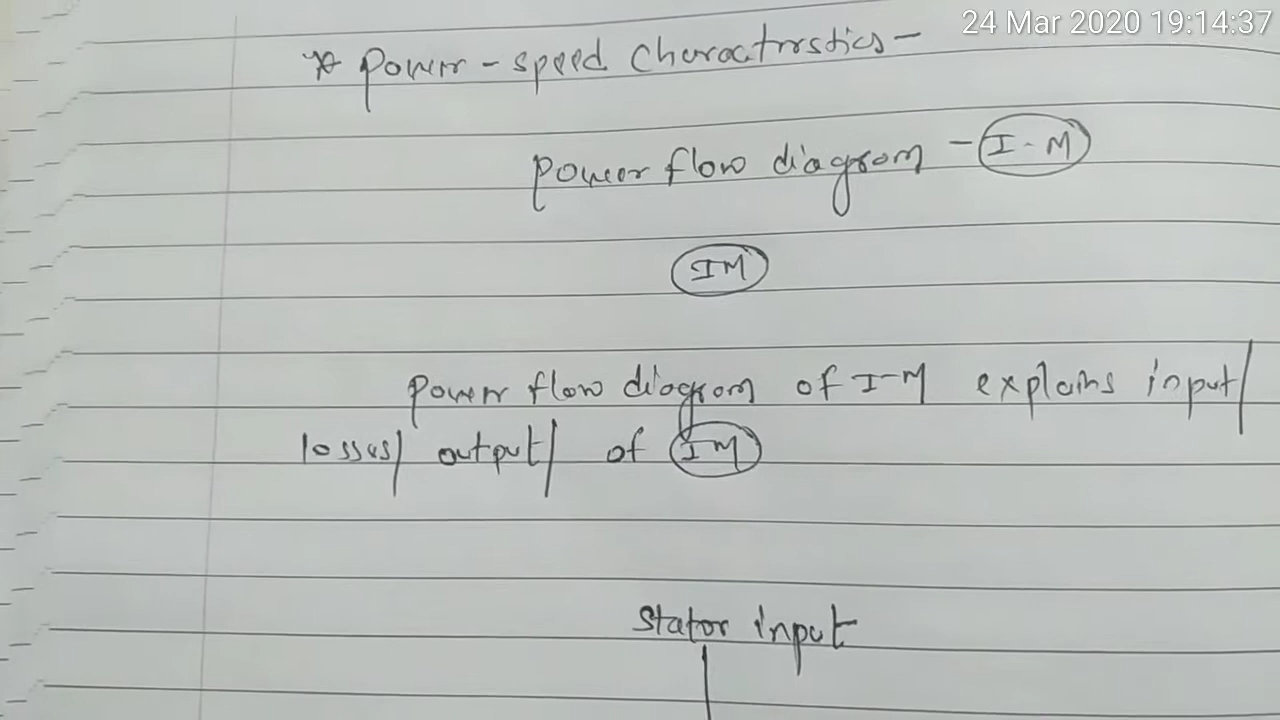 24 Mar 2020 19:14:37
* Power - speed Charactrstics -
power flow diagram - I-M
IM
Power flow diagram of I-M explains input/
losses/ output/ of IM
Stator input